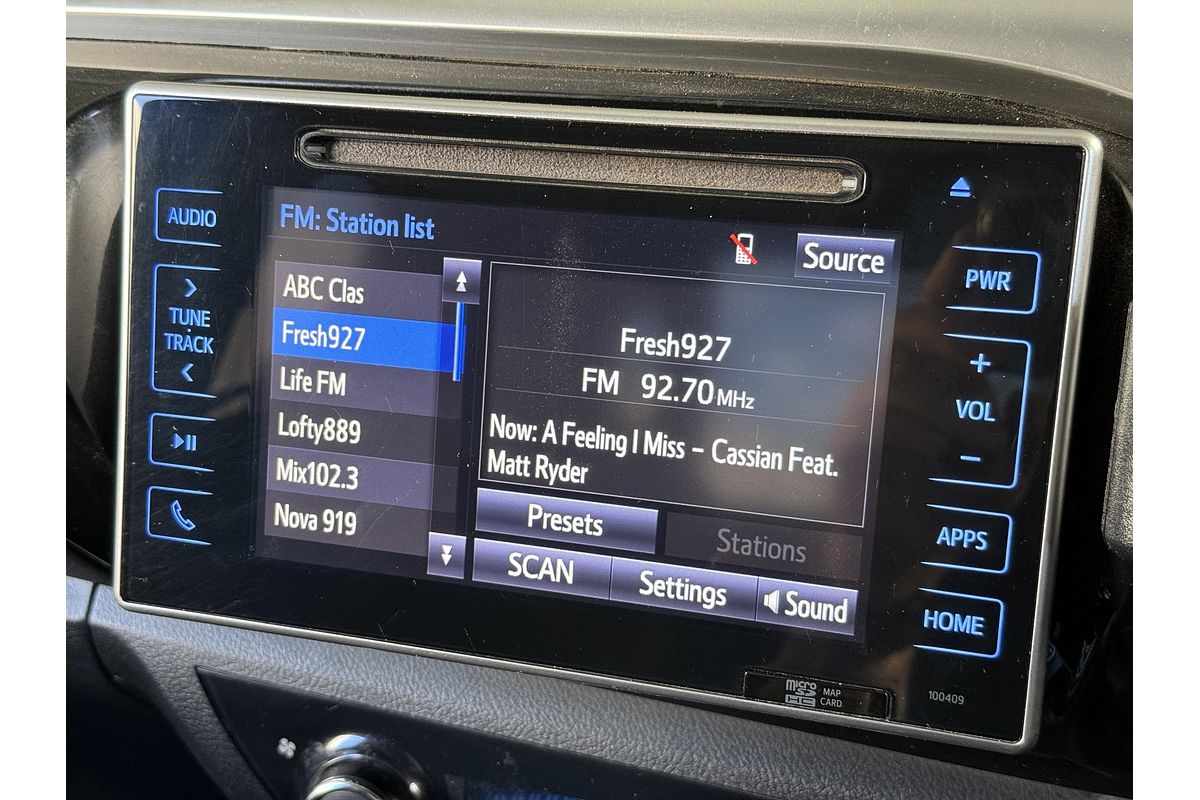 AUDIO
TUNE
TRACK
FM: Station list
Source
ABC Clas
Fresh927
Life FM
Lofty889
Mix102.3
Nova 919
Fresh927
FM 92.70 MHz
Now: A Feeling I Miss – Cassian Feat.
Matt Ryder
Presets
Stations
SCAN
Settings
Sound
PWR
+
VOL
−
APPS
HOME
micro SD HC
MAP
CARD
100409